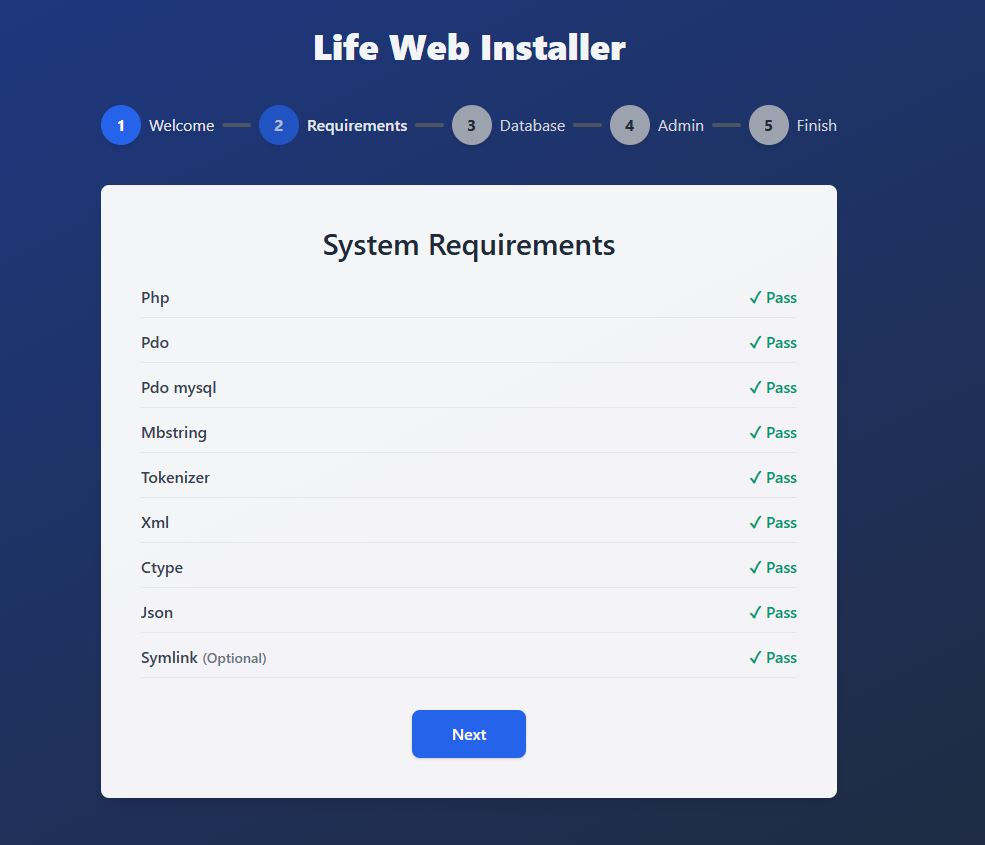 Life Web Installer
1 Welcome 2 Requirements 3 Database 4 Admin 5 Finish
System Requirements
Php ✓ Pass
Pdo ✓ Pass
Pdo mysql ✓ Pass
Mbstring ✓ Pass
Tokenizer ✓ Pass
Xml ✓ Pass
Ctype ✓ Pass
Json ✓ Pass
Symlink (Optional) ✓ Pass
Next